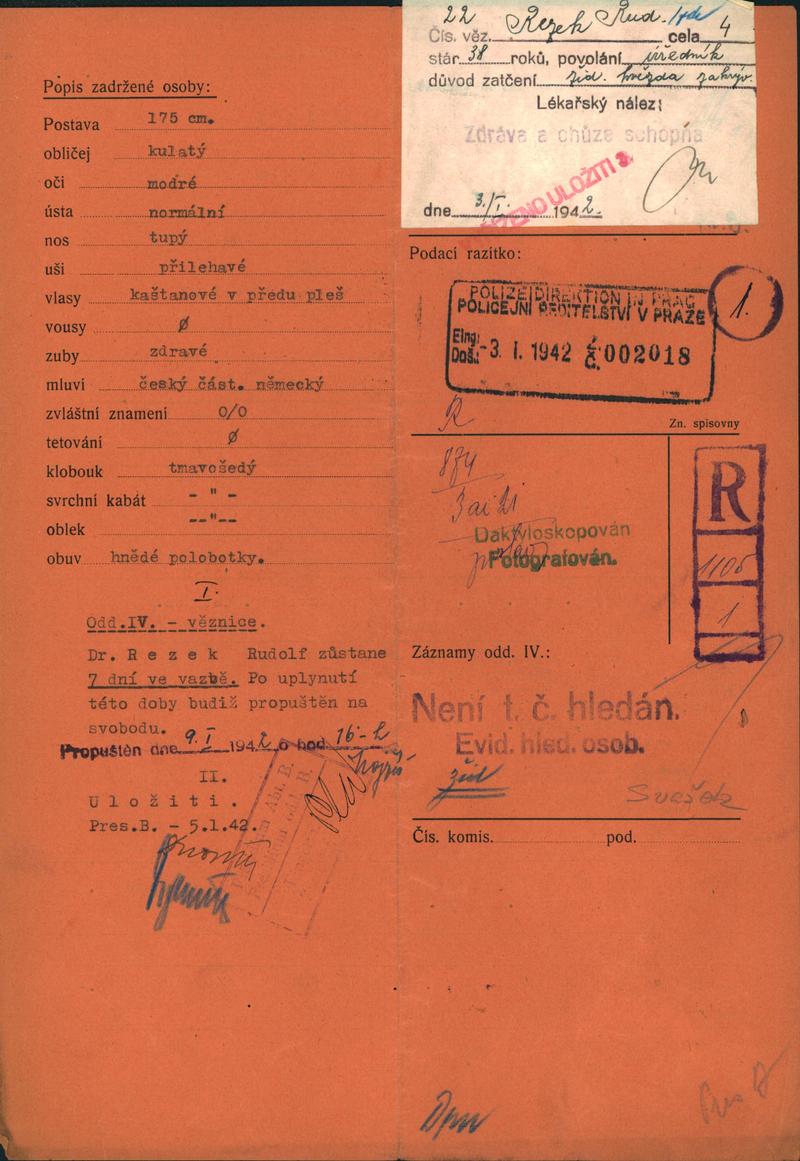 Popis zadržené osoby:
Postava 175 cm.
obličej kulatý
oči modré
ústa normální
nos tupý
uši přilehavé
vlasy kaštanové v předu pleš
vousy Ø
zuby zdravé
mluví český část. německý
zvláštní znamení 0/0
tetování Ø
klobouk tmavošedý
svrchní kabát - " -
oblek --"--
obuv hnědé polobotky.
I.
Odd.IV. - věznice.
Dr. R e z e k Rudolf zůstane
7 dní ve vazbě. Po uplynutí
této doby budiž propuštěn na
svobodu.
Propuštěn dne 9. I 1942 o hod. 16-h
II.
U l o ž i t i .
Pres.B. - 5.1.42.
22 Rezek Rud.
Čís. věz. cela 4
stár 38 roků, povolání úředník
důvod zatčení žid. hvězda zakrýv.
Lékařský nález:
Zdráva a chůze schopna
ULOŽITI
dne 3./I. 1942.
Podací razítko:
POLIZEIDIREKTION IN PRAG
POLICEJNÍ ŘEDITELSTVÍ V PRAZE
Eing:
Doš.: -3. I. 1942 č. 002018
1.
R
Zn. spisovny
874
Daktyloskopován
Fotografován.
R
1105
1
Záznamy odd. IV.:
Není t. č. hledán.
Evid. hled. osob.
žid
Svašek
Čís. komis. pod.